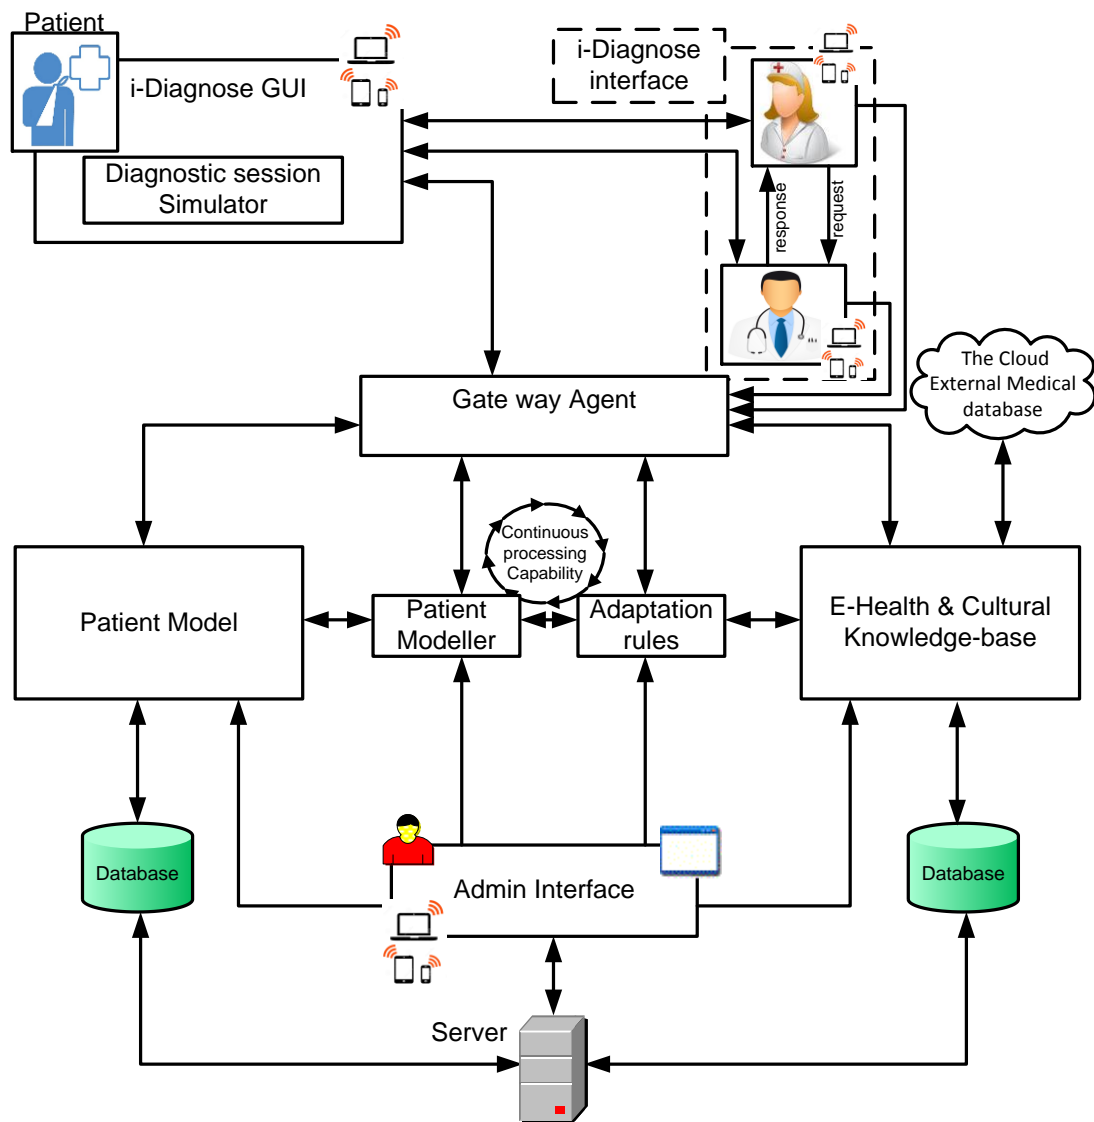 Patient
i-Diagnose GUI
Diagnostic session
Simulator
i-Diagnose
interface
response
request
The Cloud
External Medical
database
Gate way Agent
Continuous
processing
Capability
Patient Model
Patient
Modeller
Adaptation
rules
E-Health & Cultural
Knowledge-base
Database
Admin Interface
Database
Server